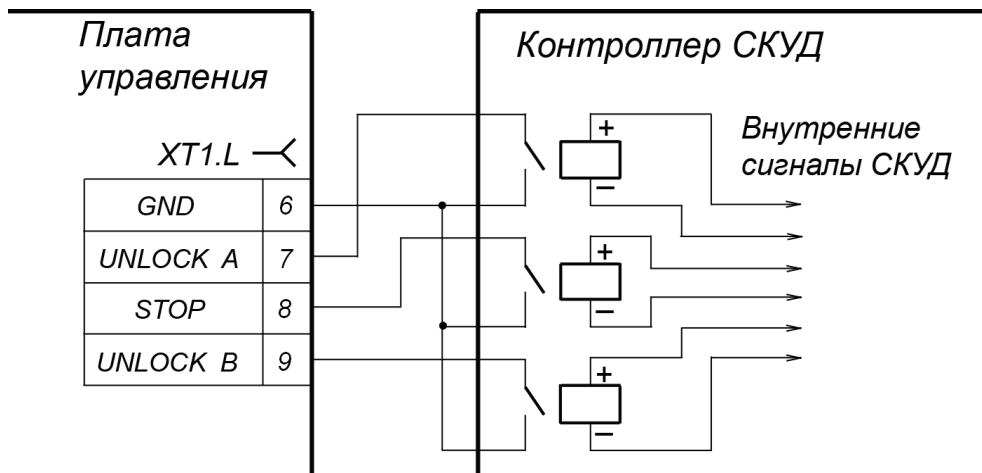 Плата
управления
Контроллер СКУД
XT1.L
GND 6
UNLOCK A 7
STOP 8
UNLOCK B 9
+
−
+
−
+
−
Внутренние
сигналы СКУД